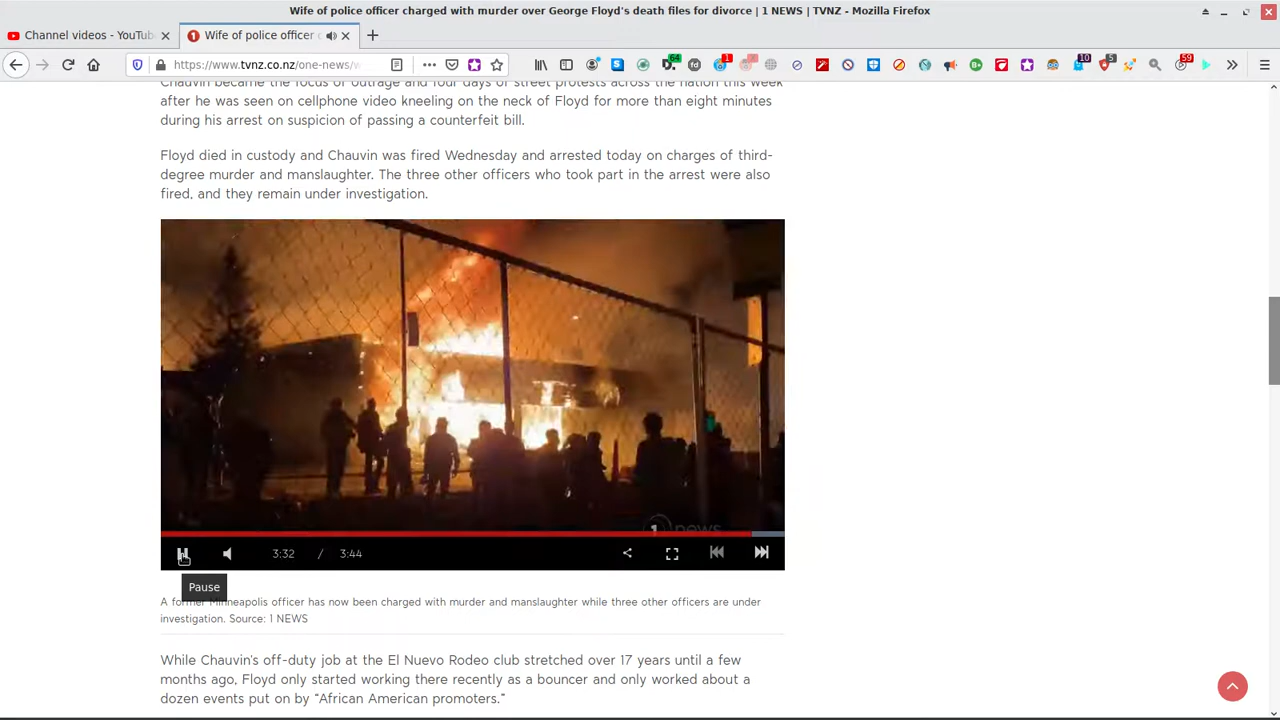 Wife of police officer charged with murder over George Floyd's death files for divorce | 1 NEWS | TVNZ - Mozilla Firefox
Channel videos - YouTub
Wife of police officer c
https://www.tvnz.co.nz/one-news/w
64
1
10
5
59
Chauvin became the focus of outrage and four days of street protests across the nation this week
after he was seen on cellphone video kneeling on the neck of Floyd for more than eight minutes
during his arrest on suspicion of passing a counterfeit bill.
Floyd died in custody and Chauvin was fired Wednesday and arrested today on charges of third-
degree murder and manslaughter. The three other officers who took part in the arrest were also
fired, and they remain under investigation.
1 news
3:32 / 3:44
Pause
A former Minneapolis officer has now been charged with murder and manslaughter while three other officers are under
investigation. Source: 1 NEWS
While Chauvin's off-duty job at the El Nuevo Rodeo club stretched over 17 years until a few
months ago, Floyd only started working there recently as a bouncer and only worked about a
dozen events put on by “African American promoters.”